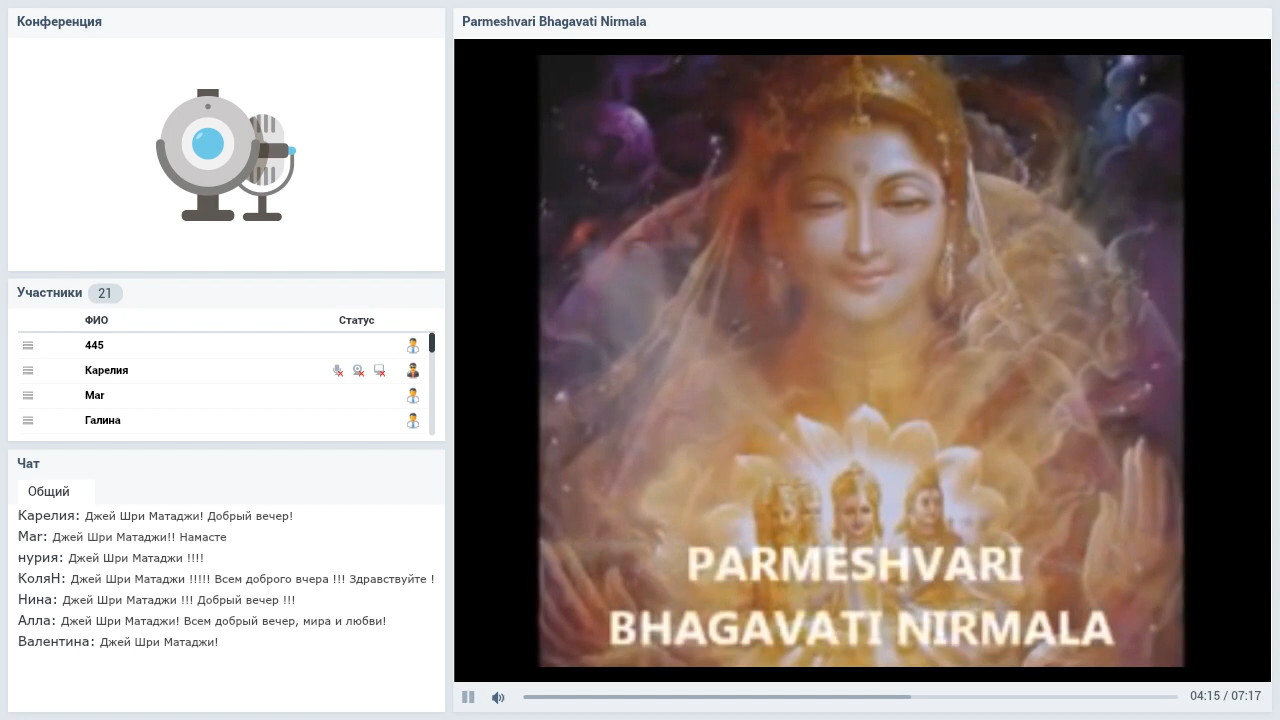 Конференция
Parmeshvari Bhagavati Nirmala
PARMESHVARI
BHAGAVATI NIRMALA
04:15 / 07:17
Участники 21
ФИО Статус
445
Карелия
Mar
Галина
Чат
Общий
Карелия: Джей Шри Матаджи! Добрый вечер!
Mar: Джей Шри Матаджи!! Намасте
нурия: Джей Шри Матаджи !!!!
КоляН: Джей Шри Матаджи !!!!! Всем доброго вчера !!! Здравствуйте !
Нина: Джей Шри Матаджи !!! Добрый вечер !!!
Алла: Джей Шри Матаджи! Всем добрый вечер, мира и любви!
Валентина: Джей Шри Матаджи!